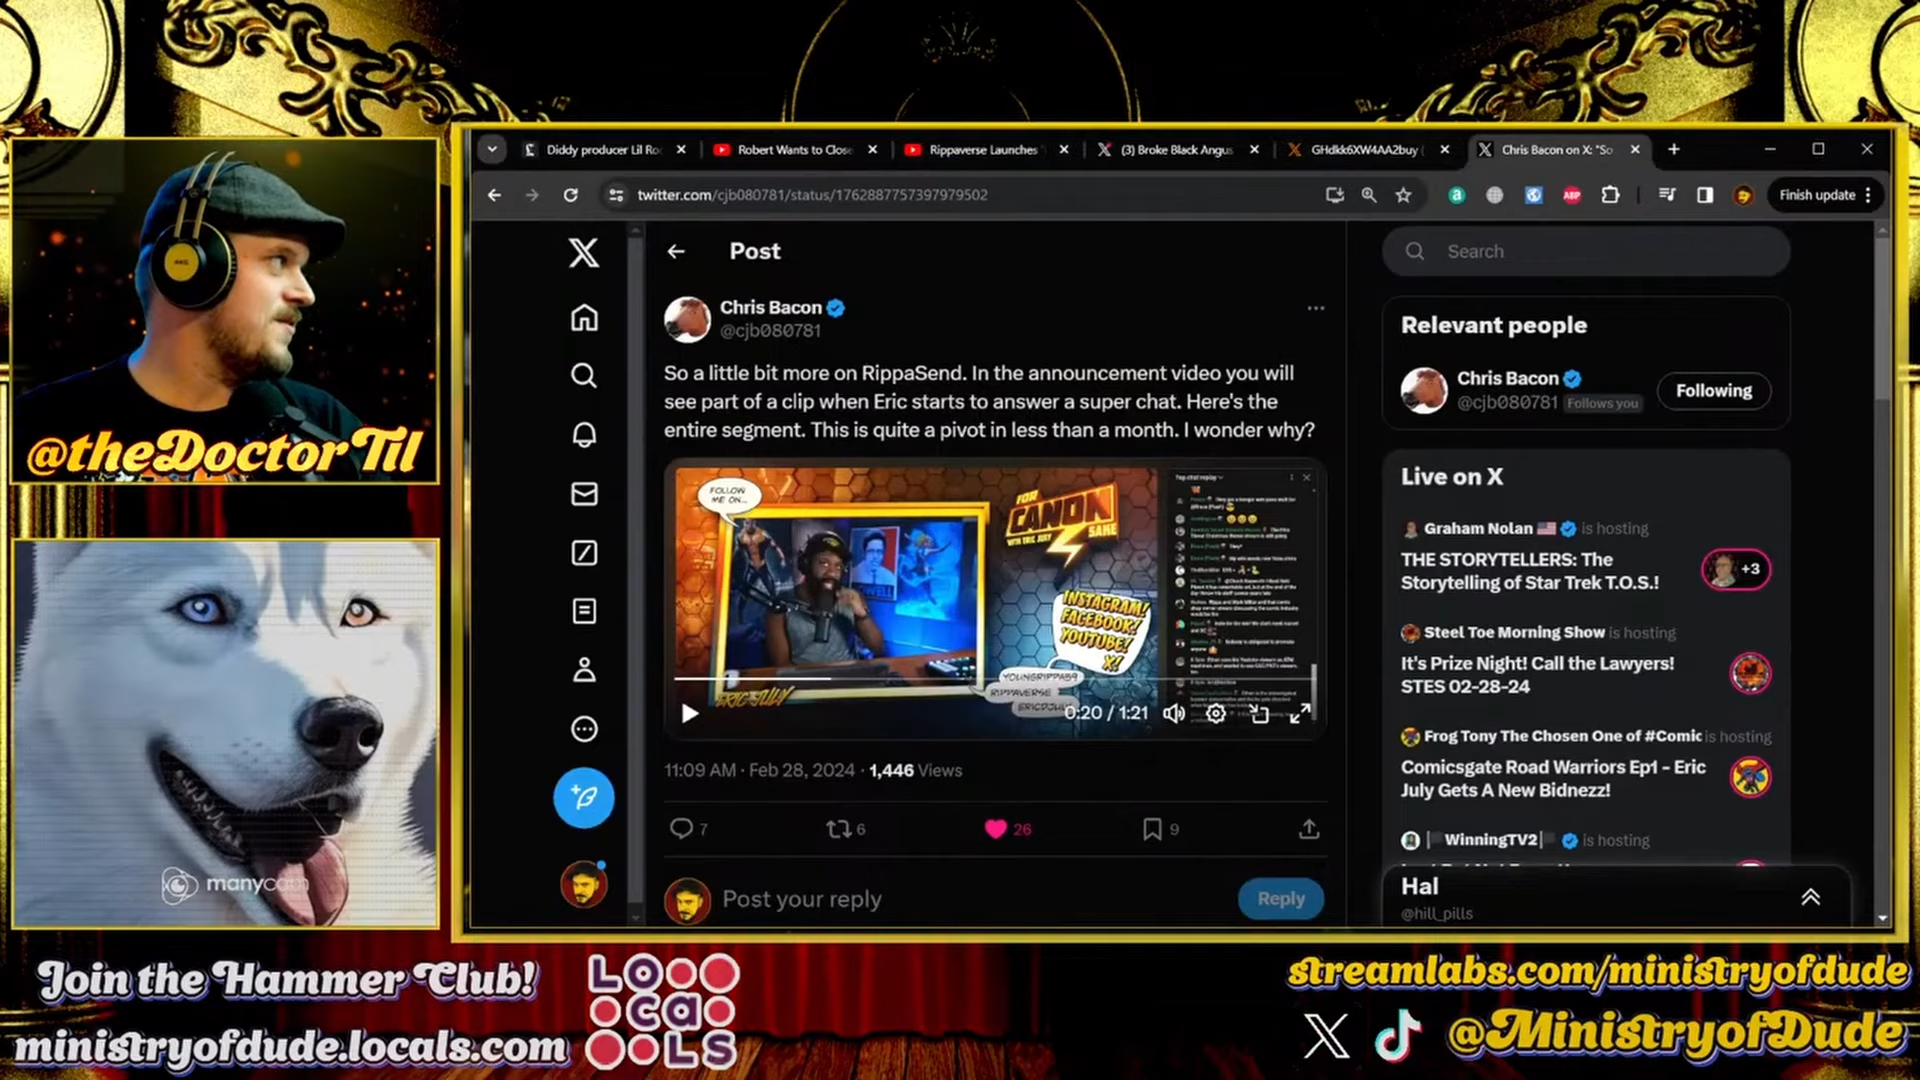 Diddy producer Lil Ro
Robert Wants to Close
Rippaverse Launches
(3) Broke Black Angus
GHdkk6XW4AA2buy (
Chris Bacon on X: "So
twitter.com/cjb080781/status/1762887757397979502
ABP
Finish update
Post
Chris Bacon
@cjb080781
So a little bit more on RippaSend. In the announcement video you will
see part of a clip when Eric starts to answer a super chat. Here's the
entire segment. This is quite a pivot in less than a month. I wonder why?
FOLLOW
ME ON...
FOR
CANON
SAKE
WITH ERIC JULY
INSTAGRAM!
FACEBOOK!
YOUTUBE!
X!
YOUNGRIPPA59
RIPPAVERSE
ERICDJULY
ERIC JULY
Top chat replay
0:20 / 1:21
11:09 AM · Feb 28, 2024 · 1,446 Views
7
6
26
9
Post your reply
Reply
Search
Relevant people
Chris Bacon
@cjb080781 Follows you
Following
Live on X
Graham Nolan is hosting
THE STORYTELLERS: The
Storytelling of Star Trek T.O.S.!
+3
Steel Toe Morning Show is hosting
It's Prize Night! Call the Lawyers!
STES 02-28-24
Frog Tony The Chosen One of #Comic is hosting
Comicsgate Road Warriors Ep1 - Eric
July Gets A New Bidnezz!
WinningTV2 is hosting
Hal
@hill_pills
AKG
@theDoctorTil
manycam
Join the Hammer Club!
ministryofdude.locals.com
LOCALS
streamlabs.com/ministryofdude
@MinistryofDude